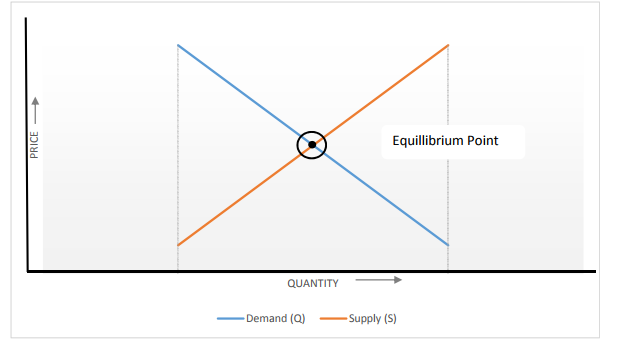 PRICE
Equillibrium Point
QUANTITY
Demand (Q) Supply (S)